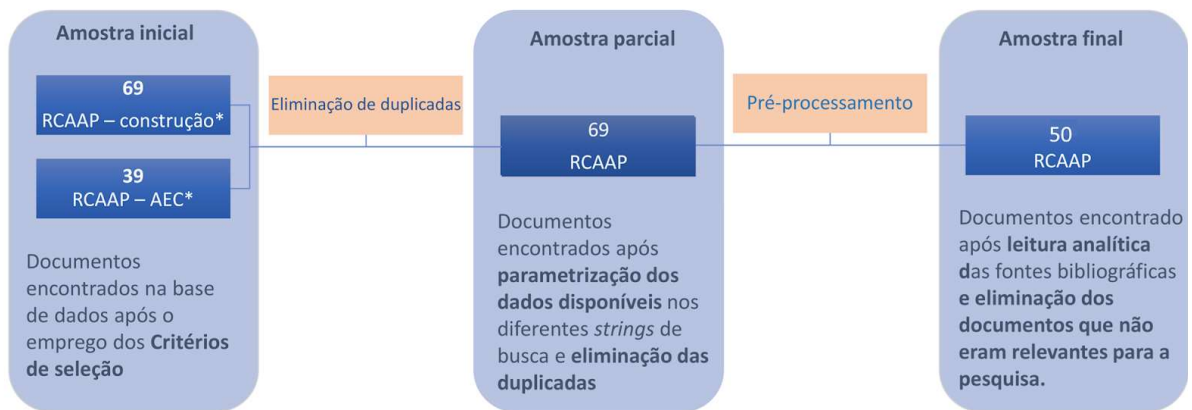 Amostra inicial
69
RCAAP – construção*
39
RCAAP – AEC*
Documentos
encontrados na base
de dados após o
emprego dos Critérios
de seleção
Eliminação de duplicadas
Amostra parcial
69
RCAAP
Documentos
encontrados após
parametrização dos
dados disponíveis nos
diferentes strings de
busca e eliminação das
duplicadas
Pré-processamento
Amostra final
50
RCAAP
Documentos encontrado
após leitura analítica
das fontes bibliográficas
e eliminação dos
documentos que não
eram relevantes para a
pesquisa.